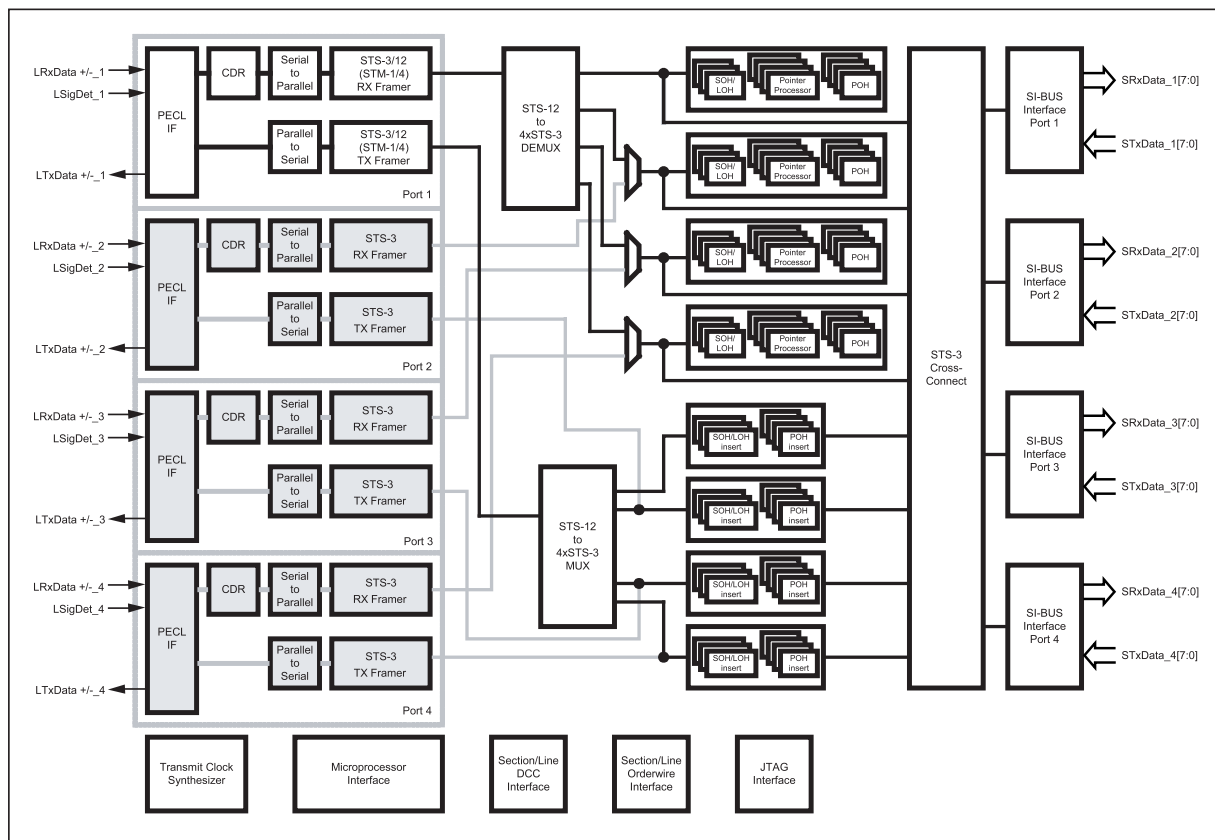 LRxData +/-_1
LSigDet_1
LTxData +/-_1
PECL
IF
CDR
Serial
to
Parallel
STS-3/12
(STM-1/4)
RX Framer
Parallel
to
Serial
STS-3/12
(STM-1/4)
TX Framer
Port 1
LRxData +/-_2
LSigDet_2
LTxData +/-_2
PECL
IF
CDR
Serial
to
Parallel
STS-3
RX Framer
Parallel
to
Serial
STS-3
TX Framer
Port 2
LRxData +/-_3
LSigDet_3
LTxData +/-_3
PECL
IF
CDR
Serial
to
Parallel
STS-3
RX Framer
Parallel
to
Serial
STS-3
TX Framer
Port 3
LRxData +/-_4
LSigDet_4
LTxData +/-_4
PECL
IF
CDR
Serial
to
Parallel
STS-3
RX Framer
Parallel
to
Serial
STS-3
TX Framer
Port 4
STS-12
to
4xSTS-3
DEMUX
STS-12
to
4xSTS-3
MUX
SOH/
LOH
Pointer
Processor
POH
SOH/
LOH
Pointer
Processor
POH
SOH/
LOH
Pointer
Processor
POH
SOH/
LOH
Pointer
Processor
POH
SOH/LOH
insert
POH
insert
SOH/LOH
insert
POH
insert
SOH/LOH
insert
POH
insert
SOH/LOH
insert
POH
insert
STS-3
Cross-
Connect
SI-BUS
Interface
Port 1
SRxData_1[7:0]
STxData_1[7:0]
SI-BUS
Interface
Port 2
SRxData_2[7:0]
STxData_2[7:0]
SI-BUS
Interface
Port 3
SRxData_3[7:0]
STxData_3[7:0]
SI-BUS
Interface
Port 4
SRxData_4[7:0]
STxData_4[7:0]
Transmit Clock
Synthesizer
Microprocessor
Interface
Section/Line
DCC
Interface
Section/Line
Orderwire
Interface
JTAG
Interface